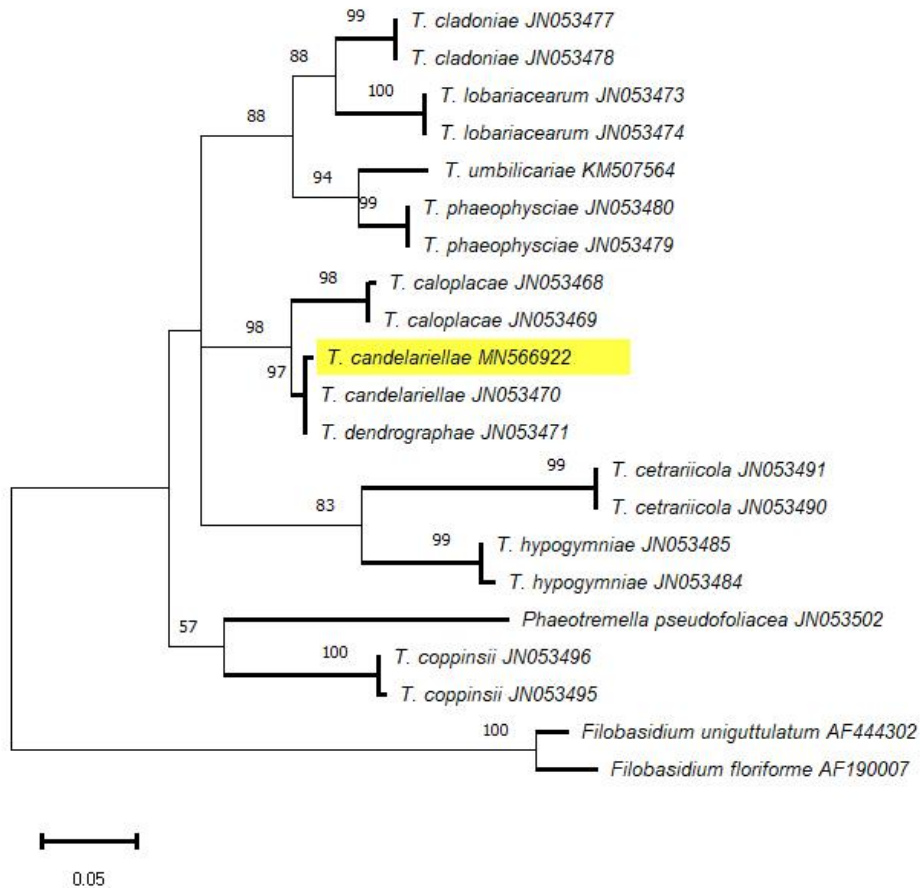 99
T. cladoniae JN053477
T. cladoniae JN053478
88
100
T. lobariacearum JN053473
T. lobariacearum JN053474
88
T. umbilicariae KM507564
94
99
T. phaeophysciae JN053480
T. phaeophysciae JN053479
98
T. caloplacae JN053468
T. caloplacae JN053469
98
T. candelariellae MN566922
97
T. candelariellae JN053470
T. dendrographae JN053471
99
T. cetrariicola JN053491
T. cetrariicola JN053490
83
99
T. hypogymniae JN053485
T. hypogymniae JN053484
57
Phaeotremella pseudofoliacea JN053502
100
T. coppinsii JN053496
T. coppinsii JN053495
100
Filobasidium uniguttulatum AF444302
Filobasidium floriforme AF190007
0.05